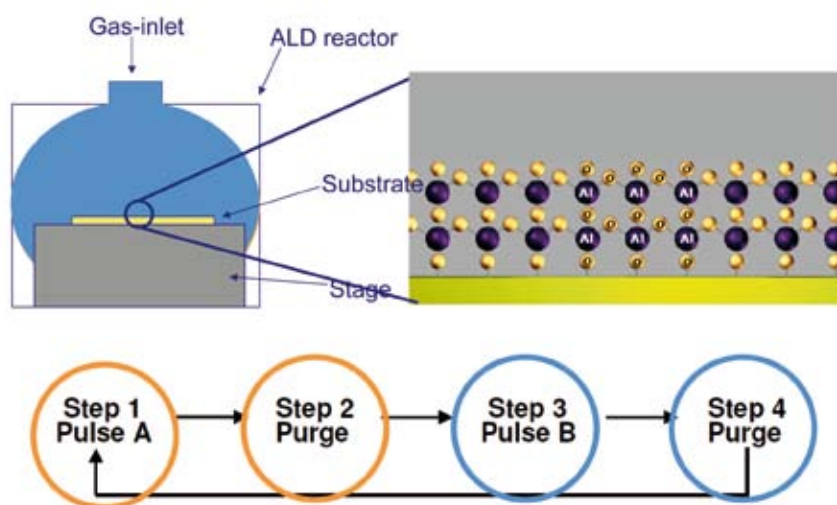 Gas-inlet
ALD reactor
Substrate
Stage
O O O
O O
Al Al Al
O O O
O O
Al Al Al
O O O
Step 1
Pulse A
Step 2
Purge
Step 3
Pulse B
Step 4
Purge